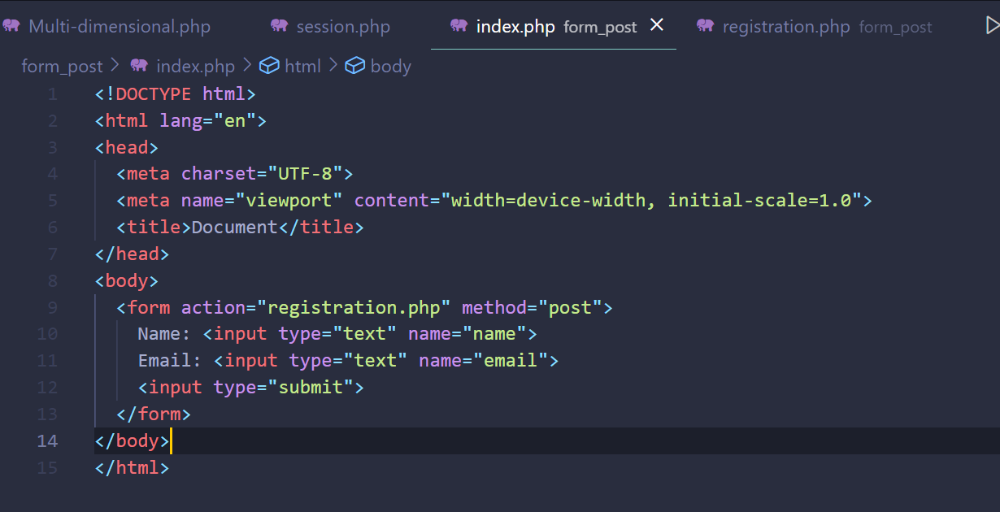 Multi-dimensional.php session.php index.php form_post registration.php form_post
form_post > index.php > html > body
1 <!DOCTYPE html>
2 <html lang="en">
3 <head>
4   <meta charset="UTF-8">
5   <meta name="viewport" content="width=device-width, initial-scale=1.0">
6   <title>Document</title>
7 </head>
8 <body>
9   <form action="registration.php" method="post">
10     Name: <input type="text" name="name">
11     Email: <input type="text" name="email">
12     <input type="submit">
13   </form>
14 </body>
15 </html>